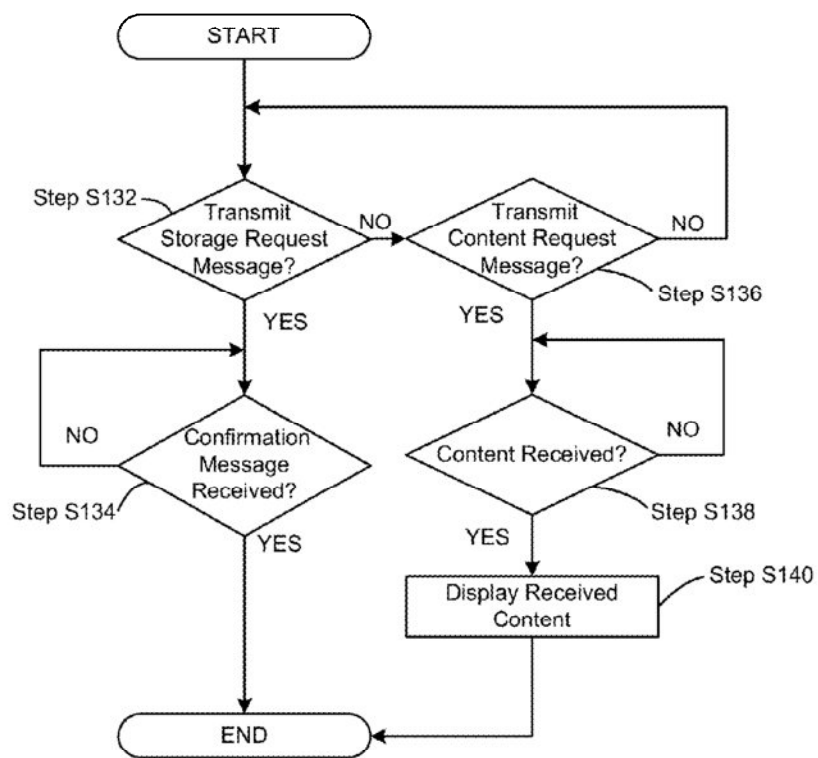 START
Step S132
Transmit
Storage Request
Message?
NO
Transmit
Content Request
Message?
NO
Step S136
YES
YES
NO
Confirmation
Message
Received?
Content Received?
NO
Step S134
Step S138
YES
YES
Step S140
Display Received
Content
END